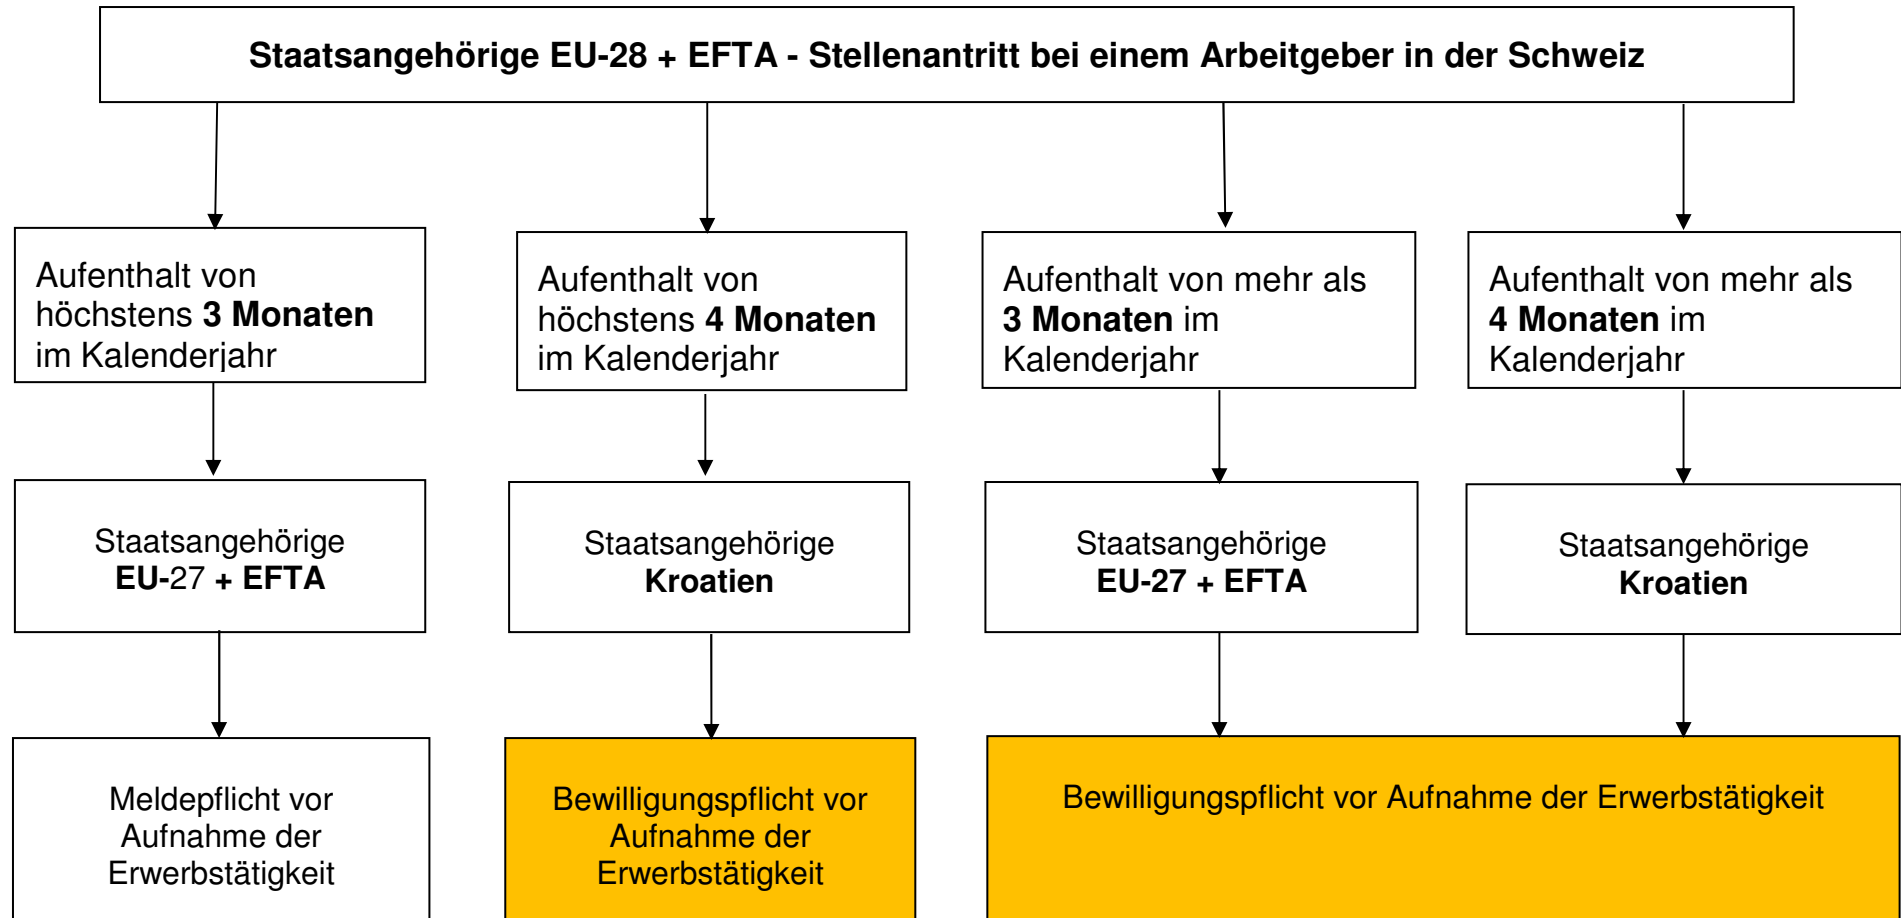 Staatsangehörige EU-28 + EFTA - Stellenantritt bei einem Arbeitgeber in der Schweiz
Aufenthalt von
höchstens 3 Monaten
im Kalenderjahr
Aufenthalt von
höchstens 4 Monaten
im Kalenderjahr
Aufenthalt von mehr als
3 Monaten im
Kalenderjahr
Aufenthalt von mehr als
4 Monaten im
Kalenderjahr
Staatsangehörige
EU-27 + EFTA
Staatsangehörige
Kroatien
Staatsangehörige
EU-27 + EFTA
Staatsangehörige
Kroatien
Meldepflicht vor
Aufnahme der
Erwerbstätigkeit
Bewilligungspflicht vor
Aufnahme der
Erwerbstätigkeit
Bewilligungspflicht vor Aufnahme der Erwerbstätigkeit